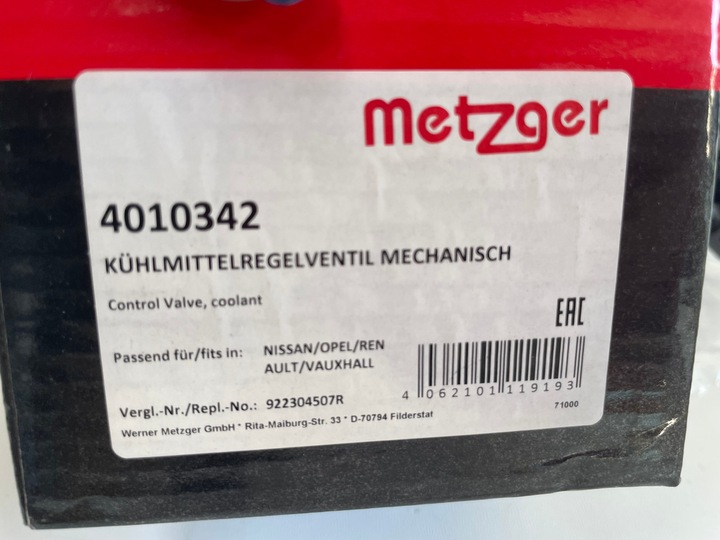 metzger
4010342
KÜHLMITTELREGELVENTIL MECHANISCH
Control Valve, coolant
EAC
Passend für/fits in: NISSAN/OPEL/REN
AULT/VAUXHALL
4 062101 119193
Vergl.-Nr./Repl.-No.: 922304507R
71000
Werner Metzger GmbH * Rita-Maiburg-Str. 33 * D-70794 Filderstat